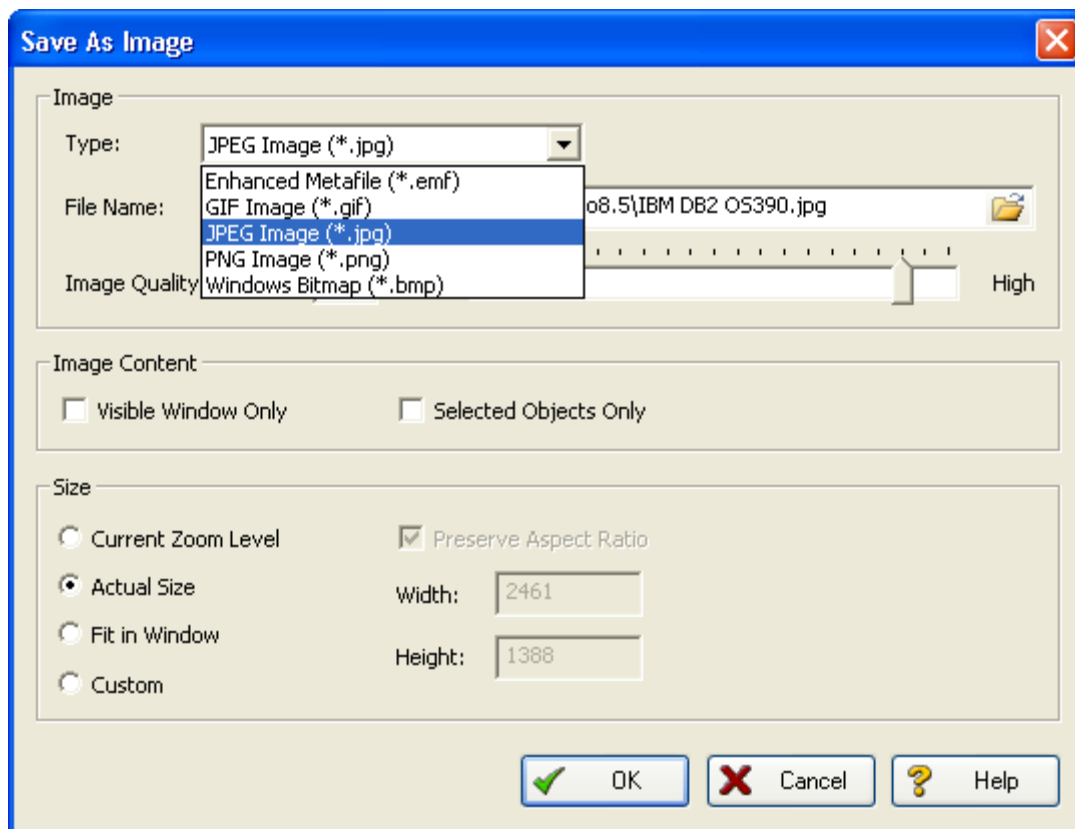 Save As Image
Image
Type:
JPEG Image (*.jpg)
Enhanced Metafile (*.emf)
GIF Image (*.gif)
JPEG Image (*.jpg)
PNG Image (*.png)
Windows Bitmap (*.bmp)
File Name:
o8.5\IBM DB2 OS390.jpg
Image Quality
High
Image Content
Visible Window Only
Selected Objects Only
Size
Current Zoom Level
Preserve Aspect Ratio
Actual Size
Width:
2461
Fit in Window
Height:
1388
Custom
OK
Cancel
Help